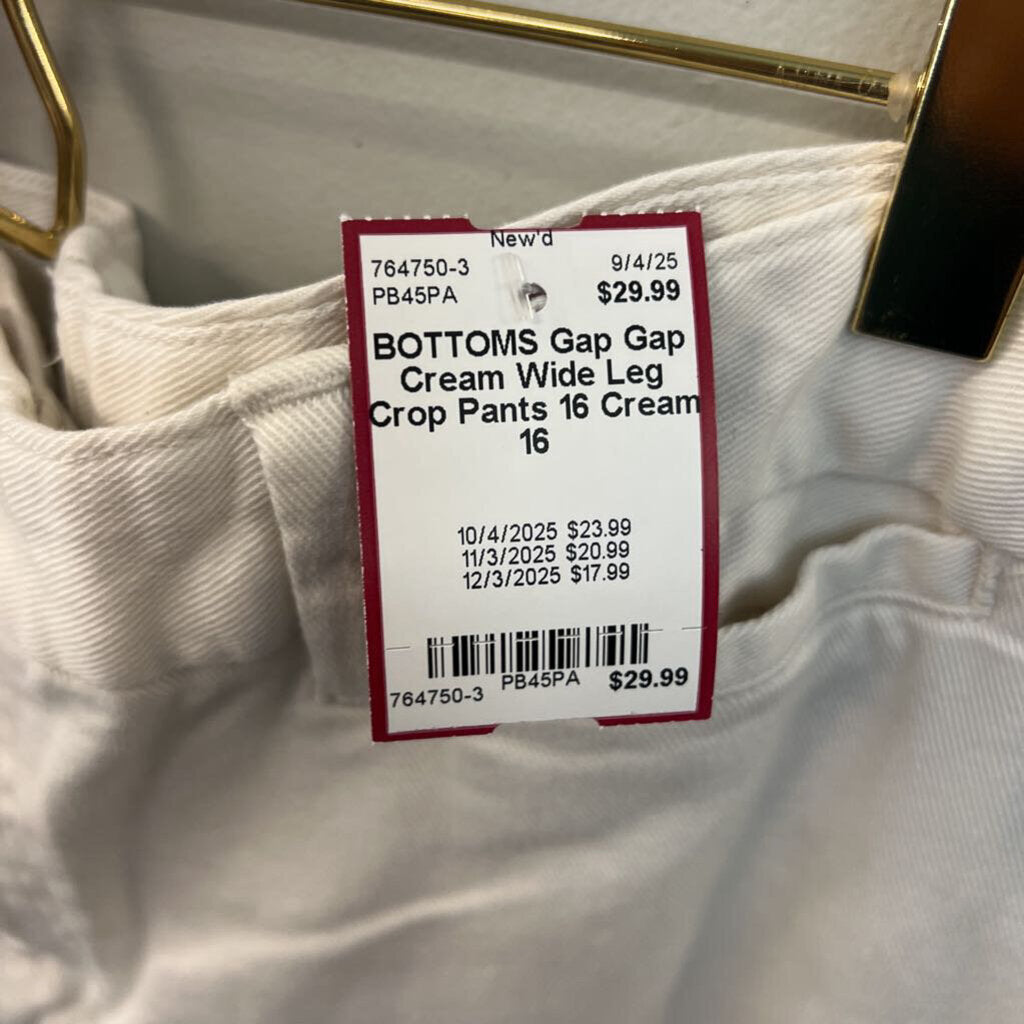 New'd
764750-3 9/4/25
PB45PA $29.99
BOTTOMS Gap Gap
Cream Wide Leg
Crop Pants 16 Cream
16
10/4/2025 $23.99
11/3/2025 $20.99
12/3/2025 $17.99
764750-3 PB45PA $29.99